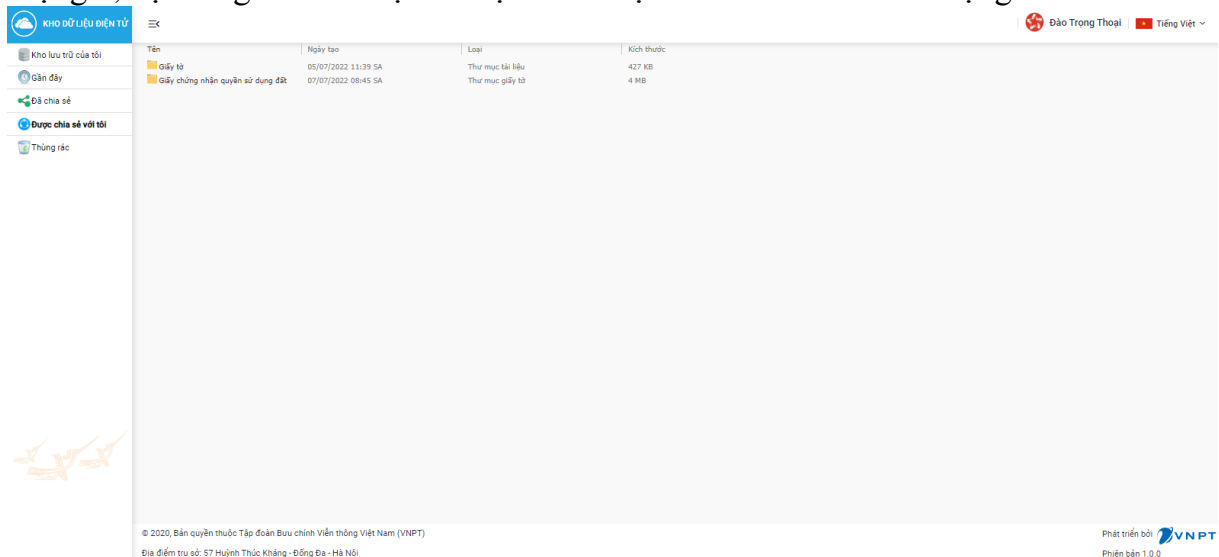 KHO DỮ LIỆU ĐIỆN TỬ
Đào Trọng Thoại
Tiếng Việt
Kho lưu trữ của tôi
Gần đây
Đã chia sẻ
Được chia sẻ với tôi
Thùng rác
Tên Ngày tạo Loại Kích thước
Giấy tờ 05/07/2022 11:39 SA Thư mục tài liệu 427 KB
Giấy chứng nhận quyền sử dụng đất 07/07/2022 08:45 SA Thư mục giấy tờ 4 MB
© 2020, Bản quyền thuộc Tập đoàn Bưu chính Viễn thông Việt Nam (VNPT)
Phát triển bởi VNPT
Địa điểm trụ sở: 57 Huỳnh Thúc Kháng - Đống Đa - Hà Nội
Phiên bản 1.0.0